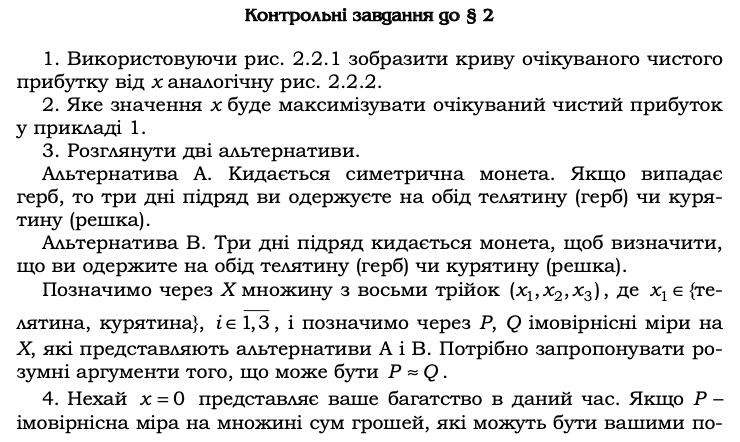 Контрольні завдання до § 2
1. Використовуючи рис. 2.2.1 зобразити криву очікуваного чистого
прибутку від x аналогічну рис. 2.2.2.
2. Яке значення x буде максимізувати очікуваний чистий прибуток
у прикладі 1.
3. Розглянути дві альтернативи.
Альтернатива А. Кидається симетрична монета. Якщо випадає
герб, то три дні підряд ви одержуєте на обід телятину (герб) чи куря-
тину (решка).
Альтернатива В. Три дні підряд кидається монета, щоб визначити,
що ви одержите на обід телятину (герб) чи курятину (решка).
Позначимо через X множину з восьми трійок (x₁, x₂, x₃), де x₁ ∈ {те-
лятина, курятина}, i ∈ 1,3̅, і позначимо через P, Q імовірнісні міри на
X, які представляють альтернативи А і В. Потрібно запропонувати ро-
зумні аргументи того, що може бути P ≈ Q.
4. Нехай x = 0 представляє ваше багатство в даний час. Якщо P –
імовірнісна міра на множині сум грошей, які можуть бути вашими по-